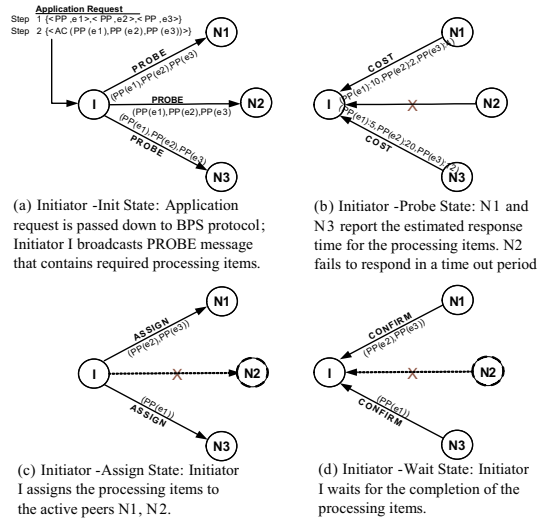 Application Request
Step 1 {<PP ,e1>,< PP ,e2>,< PP ,e3>}
Step 2 {<AC (PP (e1),PP (e2),PP (e3))>}
I
N1
N2
N3
PROBE
(PP(e1),PP(e2),PP(e3)
PROBE
(PP(e1),PP(e2),PP(e3)
(PP(e1),PP(e2),PP(e3)
PROBE
(a) Initiator -Init State: Application
request is passed down to BPS protocol;
Initiator I broadcasts PROBE message
that contains required processing items.
I
N1
N2
N3
COST
(PP(e1):10,PP(e2):2,PP(e3):
X
(PP(e1):5,PP(e2):20,PP(e3):
COST
(b) Initiator -Probe State: N1 and
N3 report the estimated response
time for the processing items. N2
fails to respond in a time out period
I
N1
N2
N3
ASSIGN
(PP(e2),PP(e3))
X
(PP(e1))
ASSIGN
(c) Initiator -Assign State: Initiator
I assigns the processing items to
the active peers N1, N2.
I
N1
N2
N3
CONFIRM
(PP(e2),PP(e3))
X
(PP(e1))
CONFIRM
(d) Initiator -Wait State: Initiator
I waits for the completion of the
processing items.